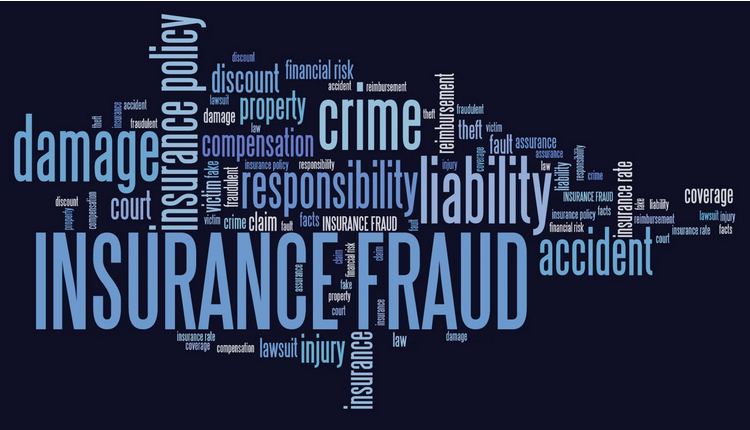 discount
insurance policy
discount
financial risk
accident
reimbursement
theft
insurance
accident
fraudulent
lawsuit
damage
property
crime
theft
reimbursement
fraudulent
theft
victim
damage
law
compensation
fault
assurance
assurance
victim
take
fraudulent
insurance policy
responsibility
injury
coverage
law
liability
responsibility
crime
responsibility
liability
discount
property
compensation
court
victim
crime
claim
fault
facts
INSURANCE FRAUD
fault
INSURANCE FRAUD
insurance policy
facts
financial risk
insurance rate
fake
liability
reimbursement
coverage
lawsuit
injury
insurance rate
facts
court
INSURANCE FRAUD
accident
assurance
claim
financial risk
claim
fake
property
court
insurance
insurance rate
coverage
compensation
lawsuit
injury
insurance
law
damage